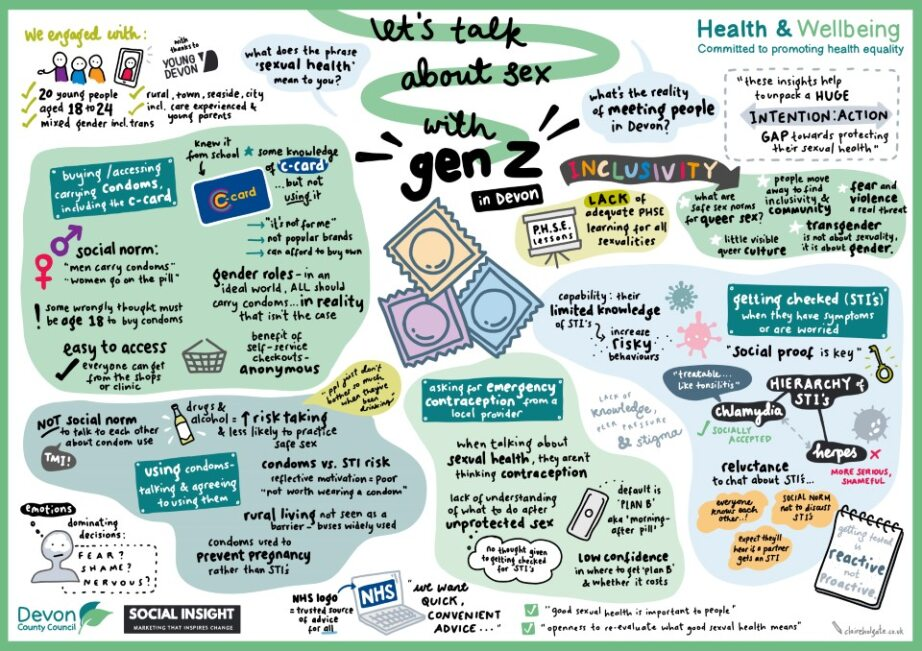 We engaged with:
with
thanks to
YOUNG
DEVON
✓ 20 young people
✓ aged 18 to 24
✓ mixed gender incl. trans
✓ rural, town, seaside, city
✓ incl. care experienced &
young parents
what does the phrase
'sexual health'
mean to you?
let's talk
about sex
with
gen Z
in Devon
Health & Wellbeing
Committed to promoting health equality
what's the reality
of meeting people
in Devon?
"these insights help
to unpack a HUGE
INTENTION:ACTION
GAP towards protecting
their sexual health"
buying/accessing
carrying condoms,
including the c-card
knew it
from school
some knowledge
of c-card
...but not
using it
C-card
→ "it's not for me"
→ not popular brands
→ can afford to buy own
social norm:
"men carry condoms"
"women go on the pill"
gender roles - in an
ideal world, ALL should
carry condoms... in reality
that isn't the case
! some wrongly thought must
be age 18 to buy condoms
easy to access
✓ everyone can get
from the shops
or clinic
benefit of
self-service
checkouts -
anonymous
INCLUSIVITY
P.H.S.E.
lessons
LACK of
adequate PHSE
learning for all
sexualities
what are
safe sex norms
for queer sex?
people move
away to find
inclusivity &
community
fear and
violence
a real threat
little visible
queer culture
transgender
is not about sexuality,
it is about gender.
capability: their
limited knowledge
of STI's
increase
risky
behaviours
getting checked (STI's)
when they have symptoms
or are worried
"social proof is key"
"treatable...
like tonsilitis"
HIERARCHY of
STI's
chlamydia
✓ SOCIALLY
ACCEPTED
herpes X
MORE SERIOUS,
SHAMEFUL
LACK OF
knowledge,
PEER PRESSURE
& stigma
reluctance
to chat about STI's...
everyone
knows each
other..!
SOCIAL NORM
not to discuss
STI's
expect they'll
hear if a partner
gets an STI
getting tested
is
reactive
not
proactive.
"ppl just don't
bother so much
when they've
been
drinking"
NOT social norm
to talk to each other
about condom use
TMI!
drugs &
alcohol = ↑ risk taking
& less likely to practice
safe sex
using condoms -
talking & agreeing
to using them
condoms vs. STI risk
reflective motivation = poor
"not worth wearing a condom"
rural living not seen as a
barrier - buses widely used
condoms used to
prevent pregnancy
rather than STI's
emotions
dominating
decisions:
FEAR?
SHAME?
NERVOUS?
asking for emergency
contraception from a
local provider
when talking about
sexual health, they aren't
thinking contraception
lack of understanding
of what to do after
unprotected sex
no thought given
to getting checked
for STI's
default is
'PLAN B'
aka 'morning-
after pill'
low confidence
in where to get 'plan B'
& whether it costs
Devon
County Council
SOCIAL INSIGHT
MARKETING THAT INSPIRES CHANGE
NHS logo
= trusted source
of advice
for all
NHS
"we want
QUICK,
CONVENIENT
ADVICE..."
✓ "good sexual health is important to people"
✓ "openness to re-evaluate what good sexual health means"
claireholgate.co.uk